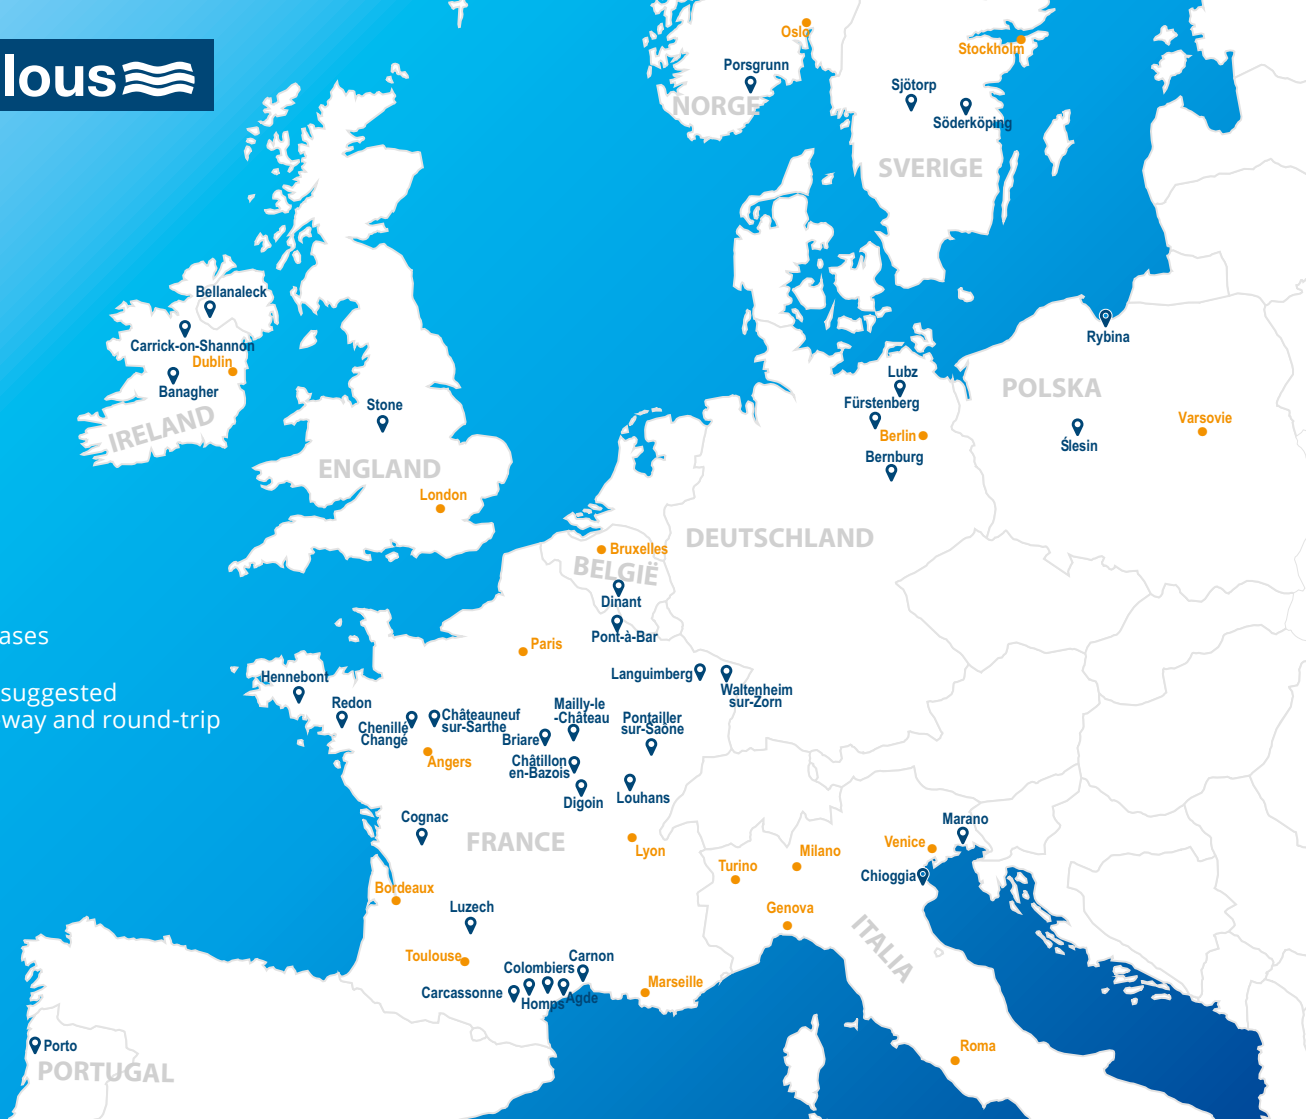 lous
ases
suggested
way and round-trip
Oslo
Stockholm
Porsgrunn
NORGE
Sjötorp
Söderköping
SVERIGE
Bellanaleck
Carrick-on-Shannon
Dublin
Banagher
IRELAND
Stone
ENGLAND
London
Rybina
POLSKA
Lubz
Fürstenberg
Berlin
Bernburg
Varsovie
Ślesin
DEUTSCHLAND
Bruxelles
BELGIË
Dinant
Pont-à-Bar
Paris
Languimberg
Waltenheim
sur-Zorn
Hennebont
Redon
Chenillé
Changé
Châteauneuf
sur-Sarthe
Mailly-le
-Château
Pontailler
sur-Saône
Briare
Angers
Châtillon
en-Bazois
Digoin
Louhans
Cognac
FRANCE
Lyon
Marano
Venice
Milano
Turino
Chioggia
Bordeaux
Luzech
Genova
ITALIA
Toulouse
Carnon
Colombiers
Carcassonne
Homps
Agde
Marseille
Porto
PORTUGAL
Roma